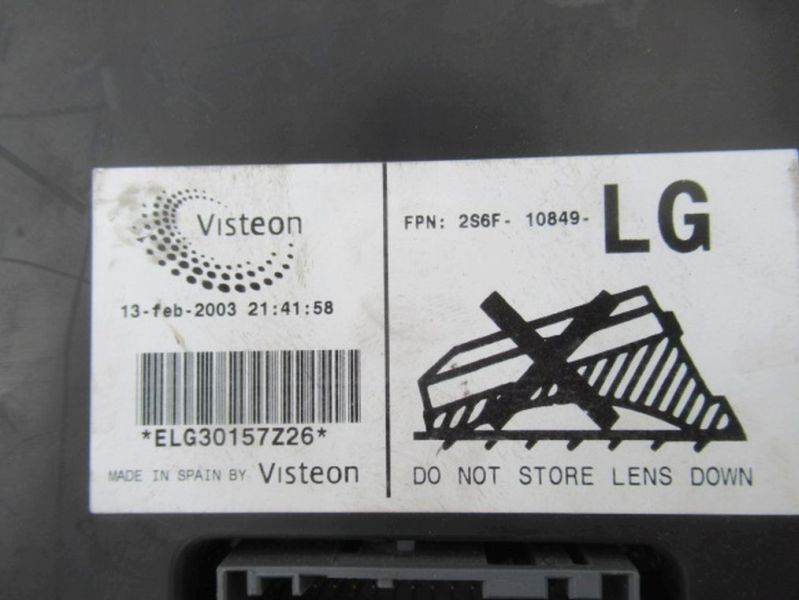 Visteon
13-feb-2003 21:41:58
*ELG30157Z26*
MADE IN SPAIN BY Visteon
FPN: 2S6F- 10849- LG
DO NOT STORE LENS DOWN